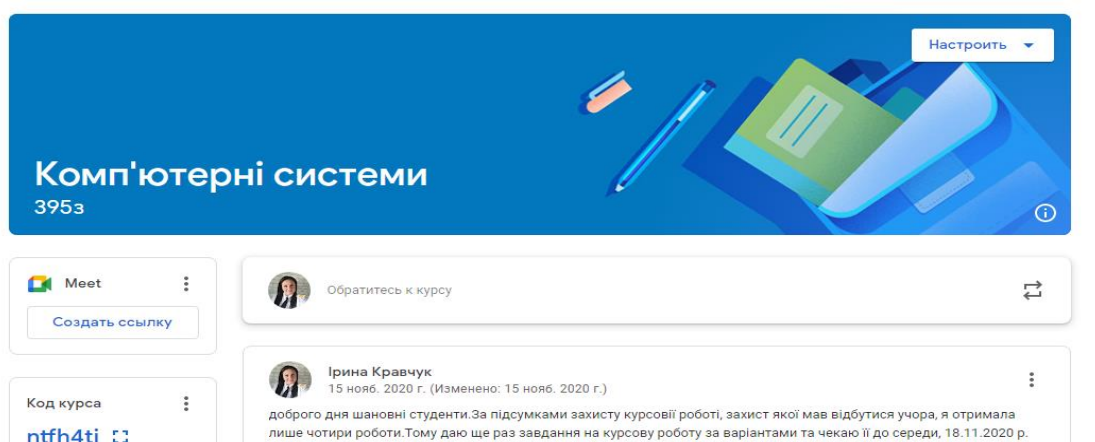 Настроить
Комп'ютерні системи
395з
Meet
Создать ссылку
Обратитесь к курсу
Ірина Кравчук
15 нояб. 2020 г. (Изменено: 15 нояб. 2020 г.)
доброго дня шановні студенти.За підсумками захисту курсовії роботі, захист якої мав відбутися учора, я отримала
лише чотири роботи.Тому даю ще раз завдання на курсову роботу за варіантами та чекаю її до середи, 18.11.2020 р.
Код курса
ntfh4ti